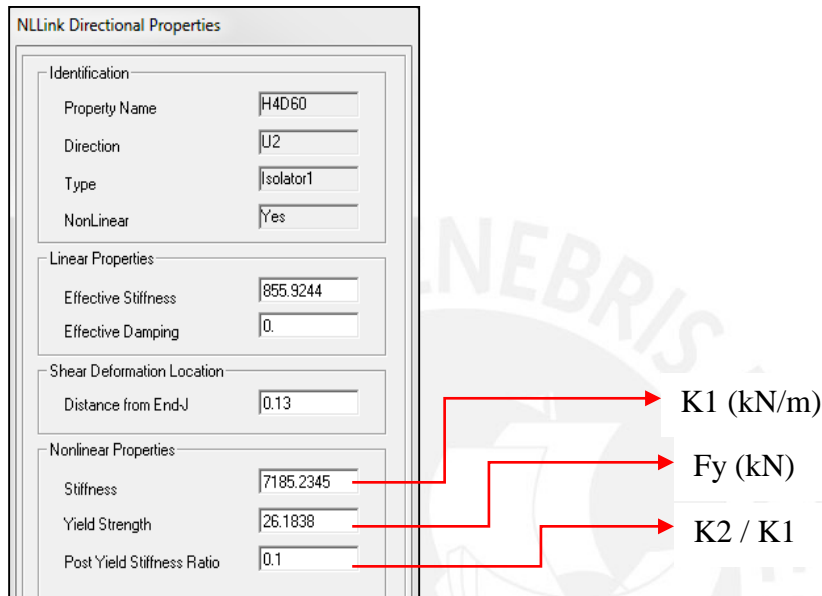 NLLink Directional Properties
Identification
Property Name H4D60
Direction U2
Type Isolator1
NonLinear Yes
Linear Properties
Effective Stiffness 855.9244
Effective Damping 0.
Shear Deformation Location
Distance from End-J 0.13
K1 (kN/m)
Nonlinear Properties
Fy (kN)
Stiffness 7185.2345
Yield Strength 26.1838
K2 / K1
Post Yield Stiffness Ratio 0.1